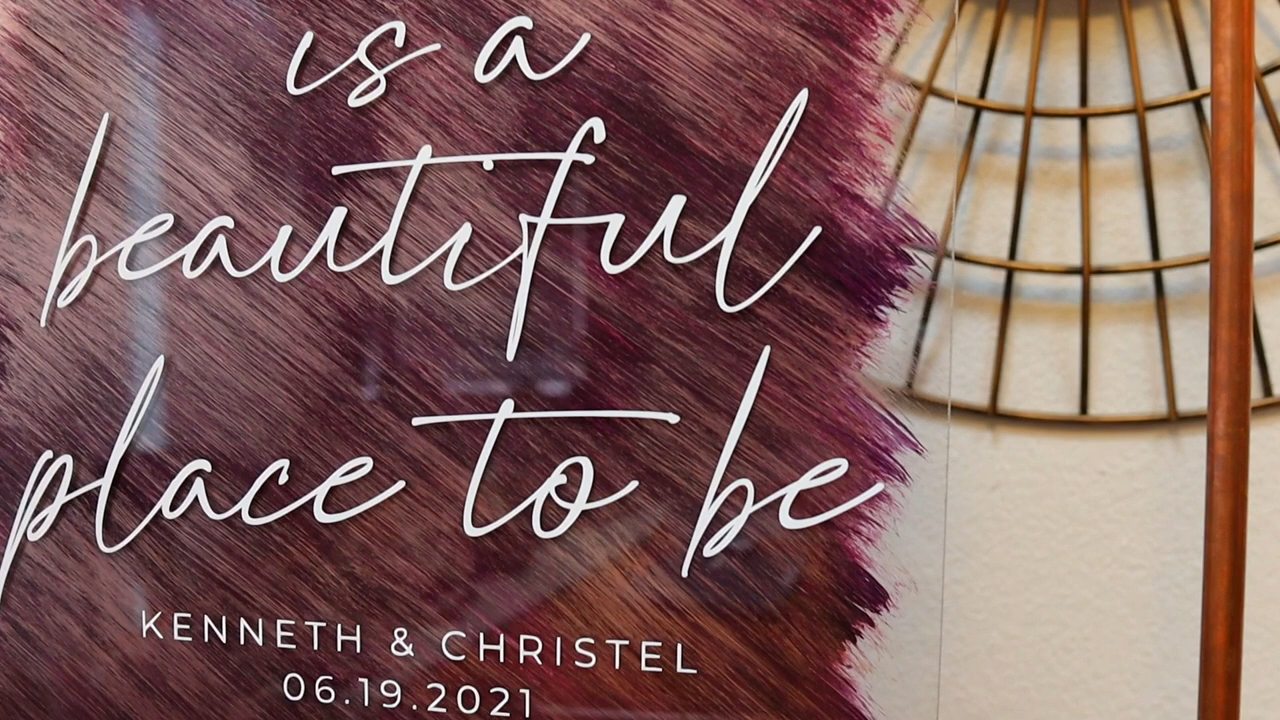 is a
beautiful
place to be
KENNETH & CHRISTEL
06.19.2021